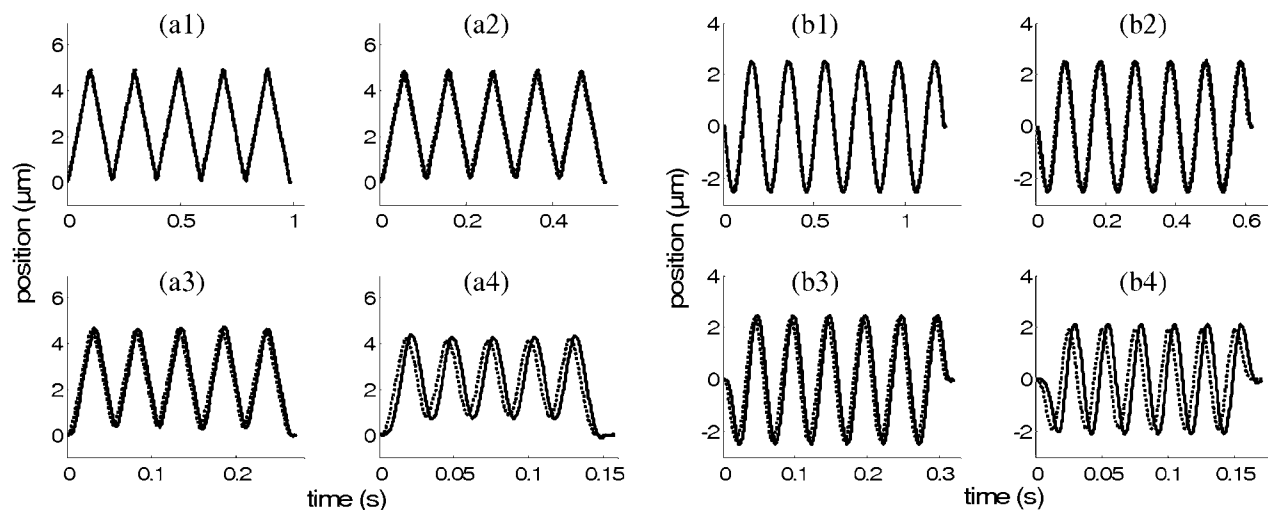 (a1) (a2) (b1) (b2)
6 6 4 4
4 4 2 2
2 2 0 0
0 0 -2 -2
0 0.5 1 0 0.2 0.4 0 0.5 1 0 0.2 0.4 0.6
position (µm) position (µm)
(a3) (a4) (b3) (b4)
6 6 4 4
4 4 2 2
2 2 0 0
0 0 -2 -2
0 0.1 0.2 0 0.05 0.1 0.15 0 0.1 0.2 0.3 0 0.05 0.1 0.15
time (s) time (s)